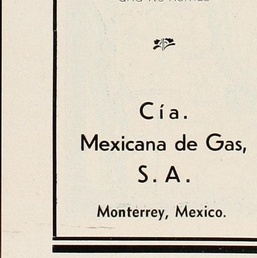 Cía.
Mexicana de Gas,
S. A.
Monterrey, Mexico.